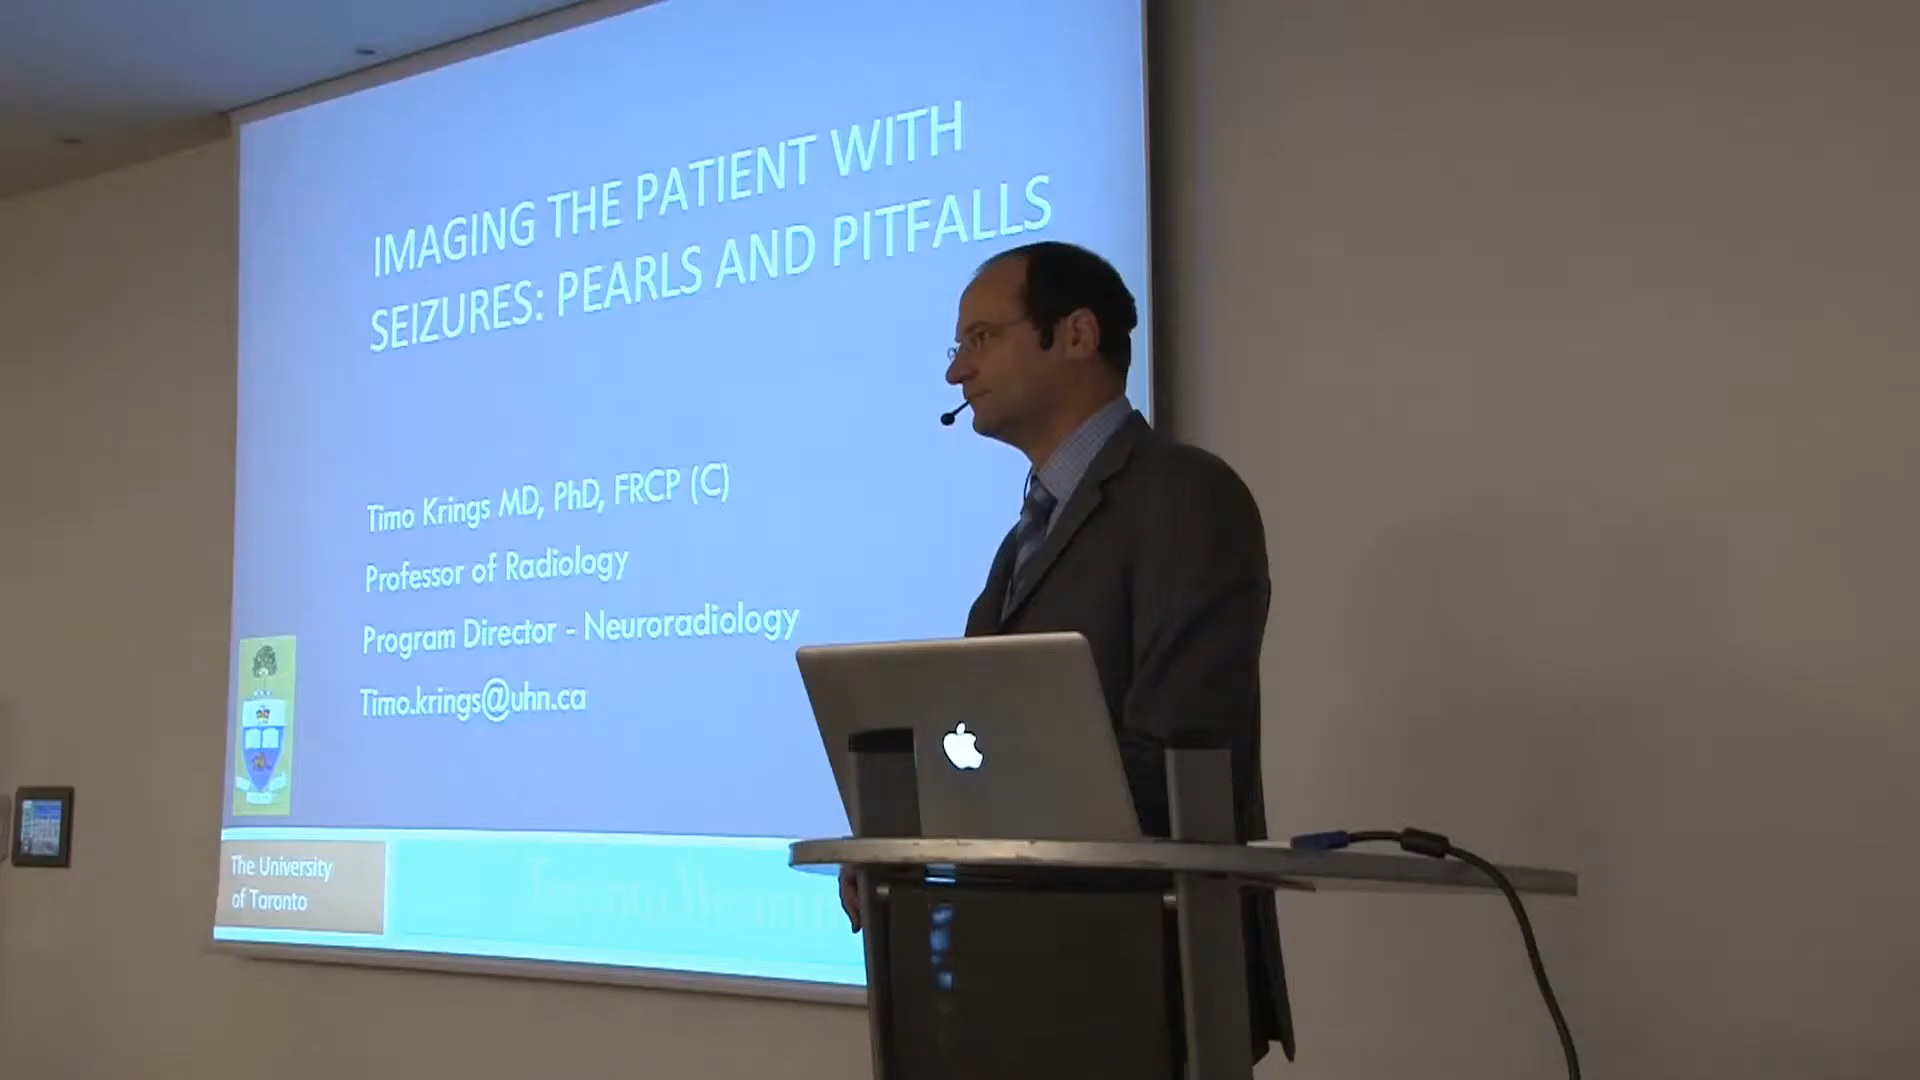 IMAGING THE PATIENT WITH
SEIZURES: PEARLS AND PITFALLS
Timo Krings MD, PhD, FRCP (C)
Professor of Radiology
Program Director - Neuroradiology
Timo.krings@uhn.ca
The University
of Toronto